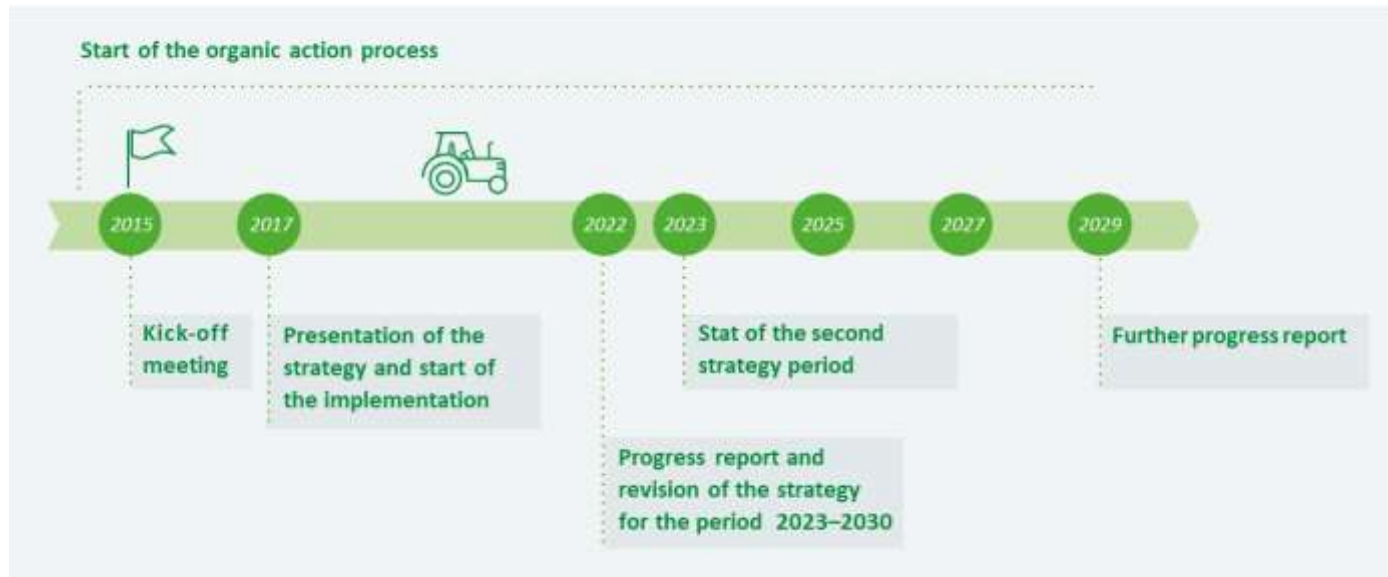 Start of the organic action process
2015
2017
2022
2023
2025
2027
2029
Kick-off
meeting
Presentation of the
strategy and start of
the implementation
Stat of the second
strategy period
Further progress report
Progress report and
revision of the strategy
for the period 2023–2030